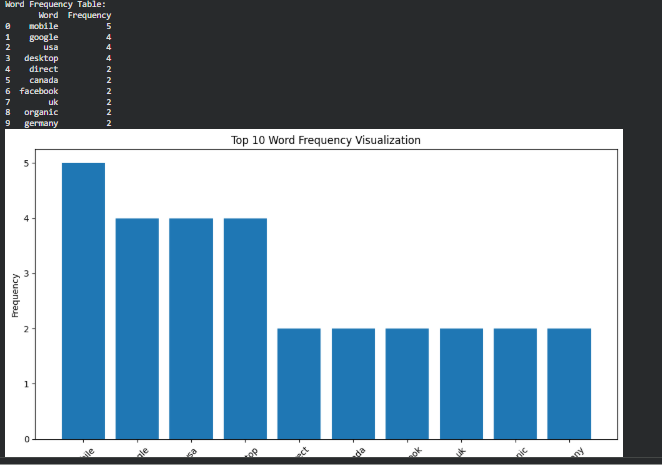 Word Frequency Table:
Word Frequency
0 mobile 5
1 google 4
2 usa 4
3 desktop 4
4 direct 2
5 canada 2
6 facebook 2
7 uk 2
8 organic 2
9 germany 2
Top 10 Word Frequency Visualization
5
4
3
2
1
0
Frequency
uk